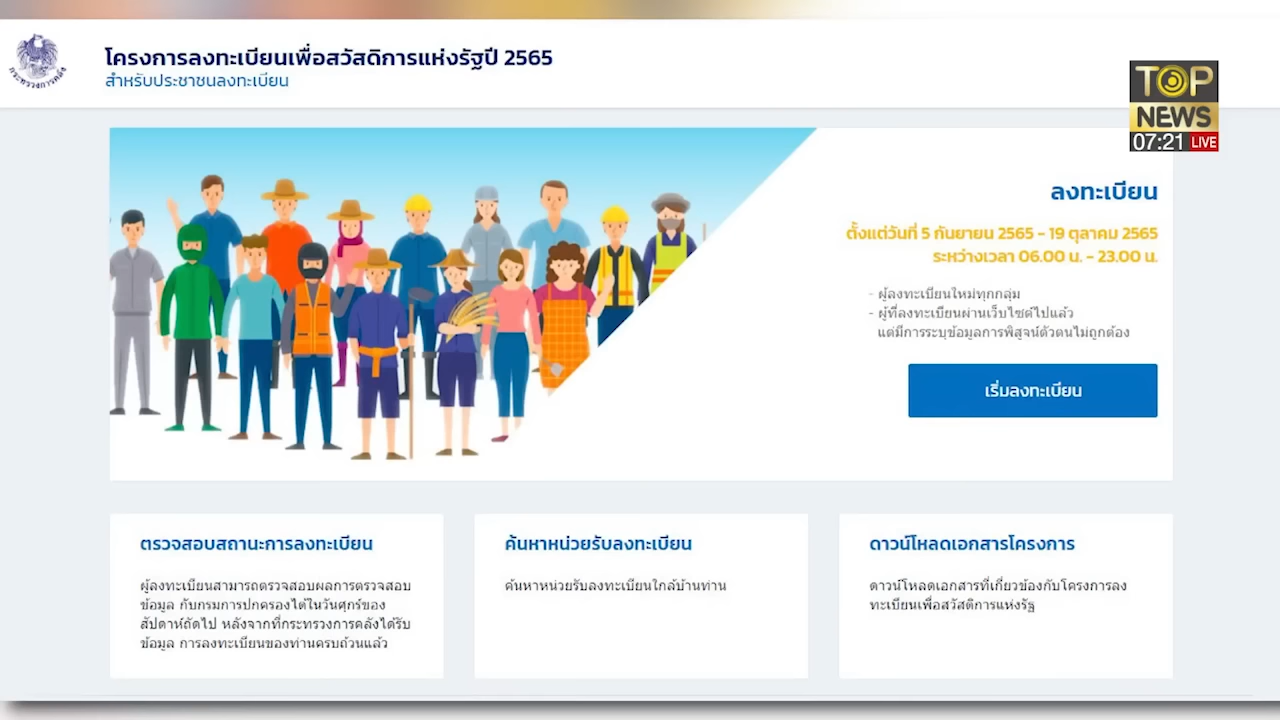 กระทรวงการคลัง
โครงการลงทะเบียนเพื่อสวัสดิการแห่งรัฐปี 2565
สำหรับประชาชนลงทะเบียน
TOP
NEWS
07:21 LIVE
ลงทะเบียน
ตั้งแต่วันที่ 5 กันยายน 2565 - 19 ตุลาคม 2565
ระหว่างเวลา 06.00 น. - 23.00 น.
- ผู้ลงทะเบียนใหม่ทุกกลุ่ม
- ผู้ที่ลงทะเบียนผ่านเว็บไซต์ไปแล้ว
แต่มีการระบุข้อมูลการพิสูจน์ตัวตนไม่ถูกต้อง
เริ่มลงทะเบียน
ตรวจสอบสถานะการลงทะเบียน
ผู้ลงทะเบียนสามารถตรวจสอบผลการตรวจสอบ
ข้อมูล กับกรมการปกครองได้ในวันศุกร์ของ
สัปดาห์ถัดไป หลังจากที่กระทรวงการคลังได้รับ
ข้อมูล การลงทะเบียนของท่านครบถ้วนแล้ว
ค้นหาหน่วยรับลงทะเบียน
ค้นหาหน่วยรับลงทะเบียนใกล้บ้านท่าน
ดาวน์โหลดเอกสารโครงการ
ดาวน์โหลดเอกสารที่เกี่ยวข้องกับโครงการลง
ทะเบียนเพื่อสวัสดิการแห่งรัฐ